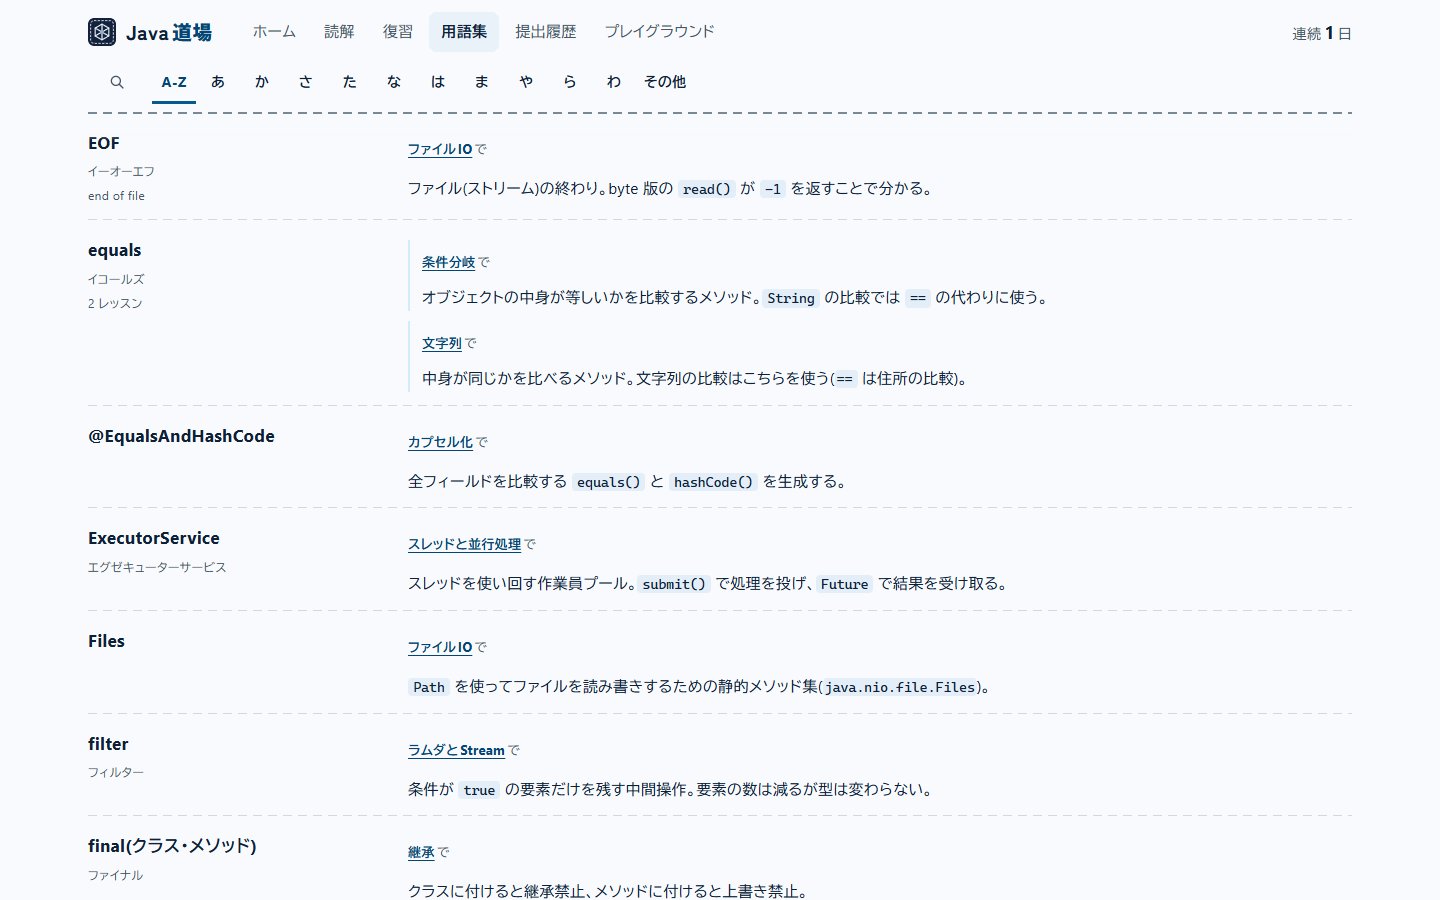 Java 道場 ホーム 読解 復習 用語集 提出履歴 プレイグラウンド 連続 1 日
A-Z あ か さ た な は ま や ら わ その他
EOF
イーオーエフ
end of file
ファイル IO で
ファイル(ストリーム)の終わり。byte 版の read() が -1 を返すことで分かる。
equals
イコールズ
2 レッスン
条件分岐 で
オブジェクトの中身が等しいかを比較するメソッド。String の比較では == の代わりに使う。
文字列 で
中身が同じかを比べるメソッド。文字列の比較はこちらを使う(== は住所の比較)。
@EqualsAndHashCode
カプセル化 で
全フィールドを比較する equals() と hashCode() を生成する。
ExecutorService
エグゼキューターサービス
スレッドと並行処理 で
スレッドを使い回す作業員プール。submit() で処理を投げ、Future で結果を受け取る。
Files
ファイル IO で
Path を使ってファイルを読み書きするための静的メソッド集(java.nio.file.Files)。
filter
フィルター
ラムダと Stream で
条件が true の要素だけを残す中間操作。要素の数は減るが型は変わらない。
final(クラス・メソッド)
ファイナル
継承 で
クラスに付けると継承禁止、メソッドに付けると上書き禁止。